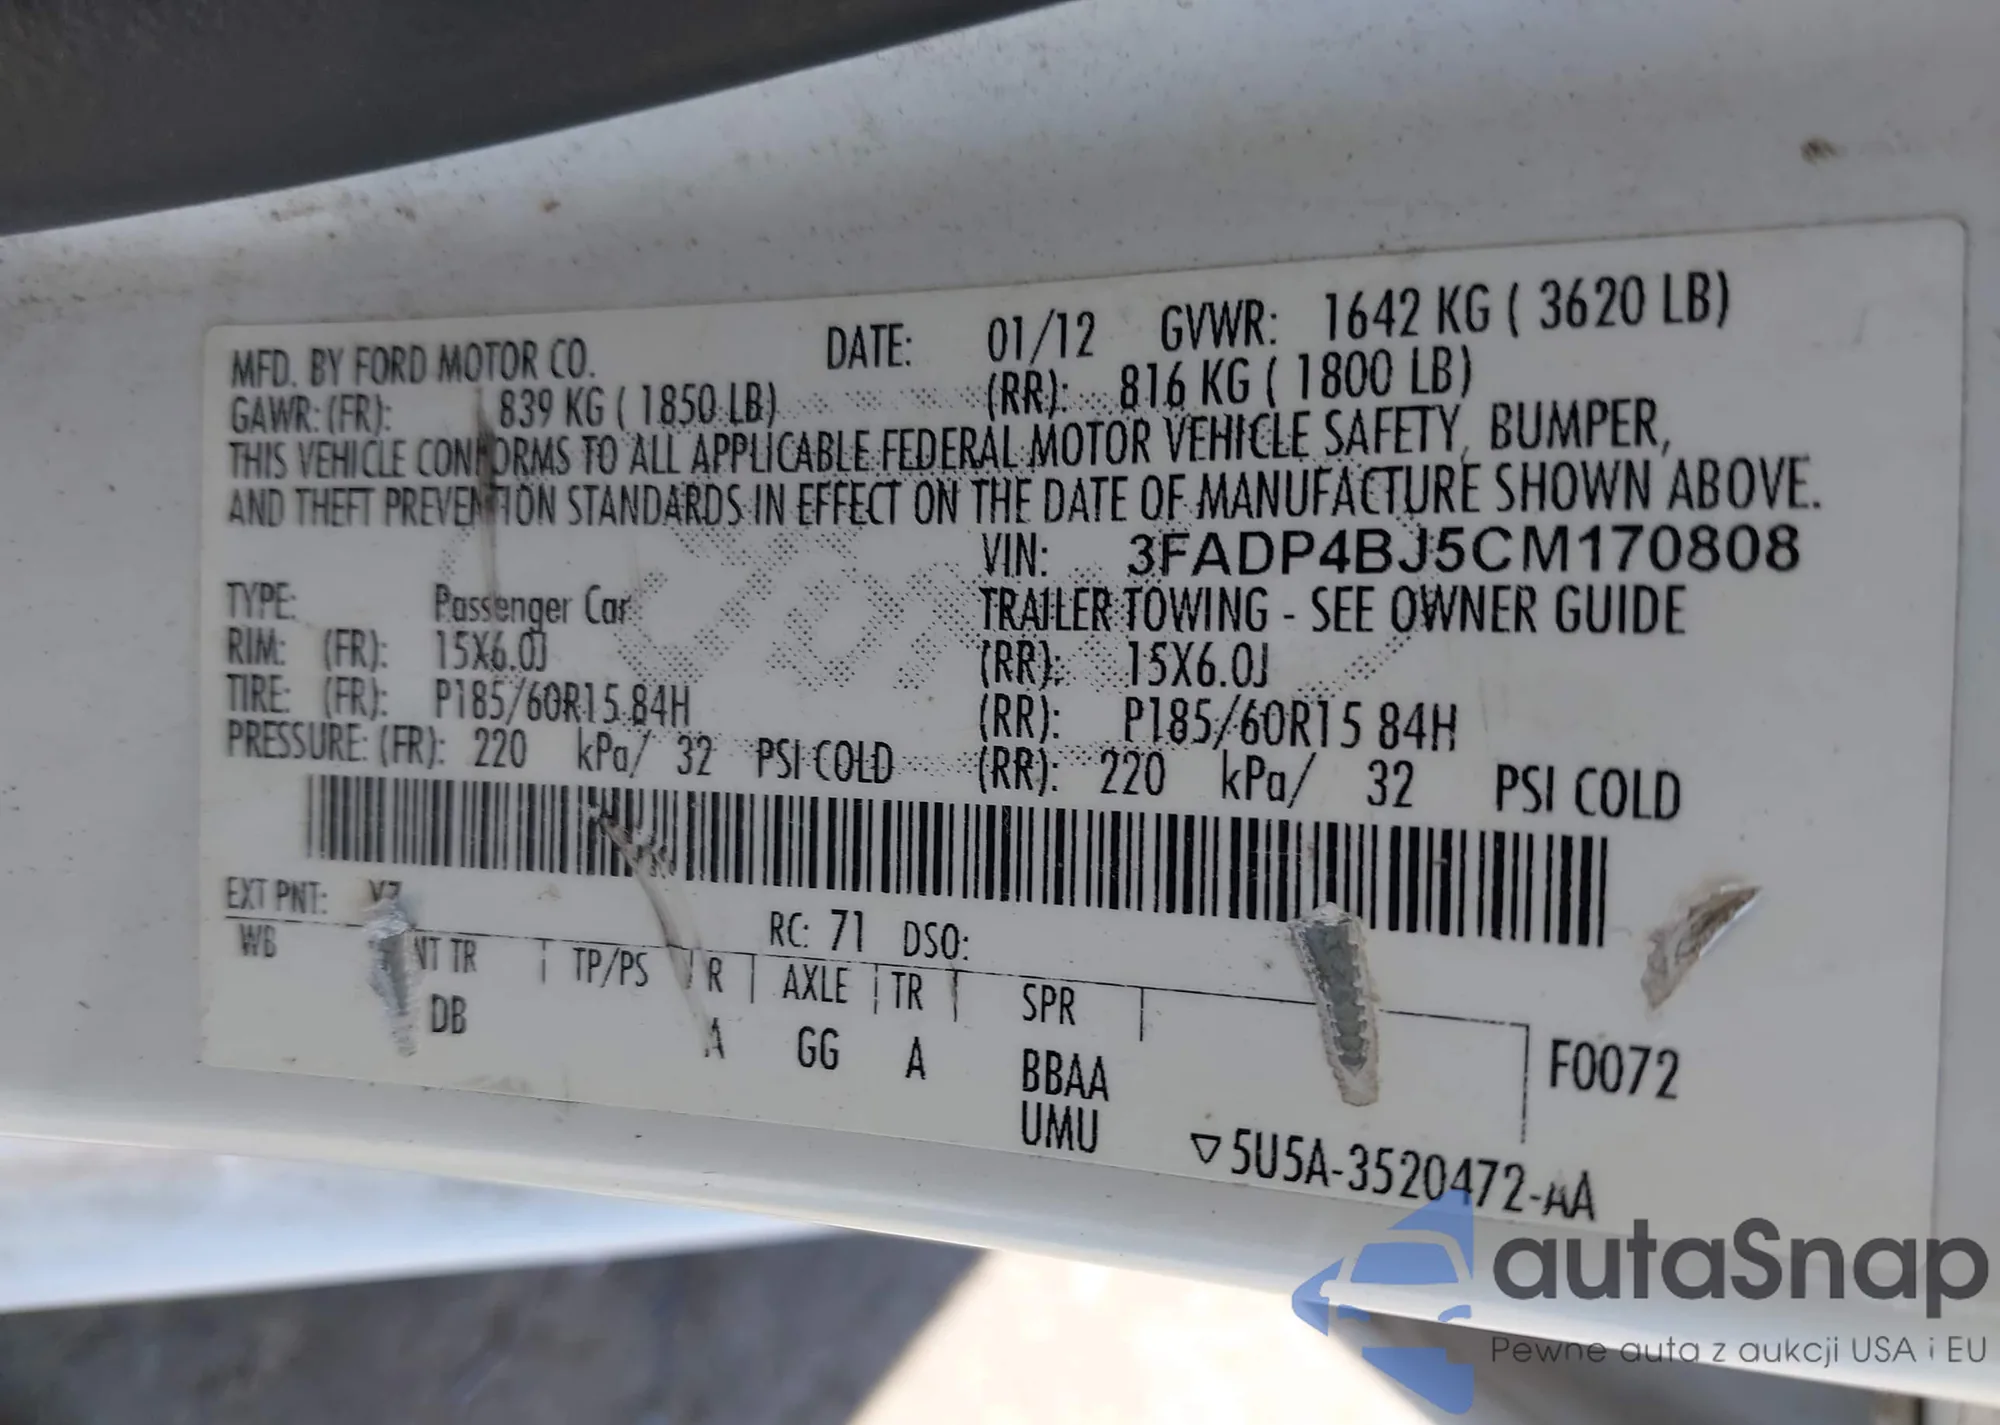 MFD. BY FORD MOTOR CO. DATE: 01/12 GVWR: 1642 KG ( 3620 LB)
GAWR: (FR): 839 KG ( 1850 LB) (RR): 816 KG ( 1800 LB)
THIS VEHICLE CONFORMS TO ALL APPLICABLE FEDERAL MOTOR VEHICLE SAFETY, BUMPER,
AND THEFT PREVENTION STANDARDS IN EFFECT ON THE DATE OF MANUFACTURE SHOWN ABOVE.
VIN: 3FADP4BJ5CM170808
TYPE: Passenger Car TRAILER TOWING - SEE OWNER GUIDE
RIM: (FR): 15X6.0J (RR): 15X6.0J
TIRE: (FR): P185/60R15 84H (RR): P185/60R15 84H
PRESSURE: (FR): 220 kPa/ 32 PSI COLD (RR): 220 kPa/ 32 PSI COLD
EXT PNT: RC: 71 DSO:
WB NT TR TP/PS R AXLE TR SPR
DB A GG A BBAA F0072
UMU
5U5A-3520472-AA
autaSnap
Pewne auta z aukcji USA i EU